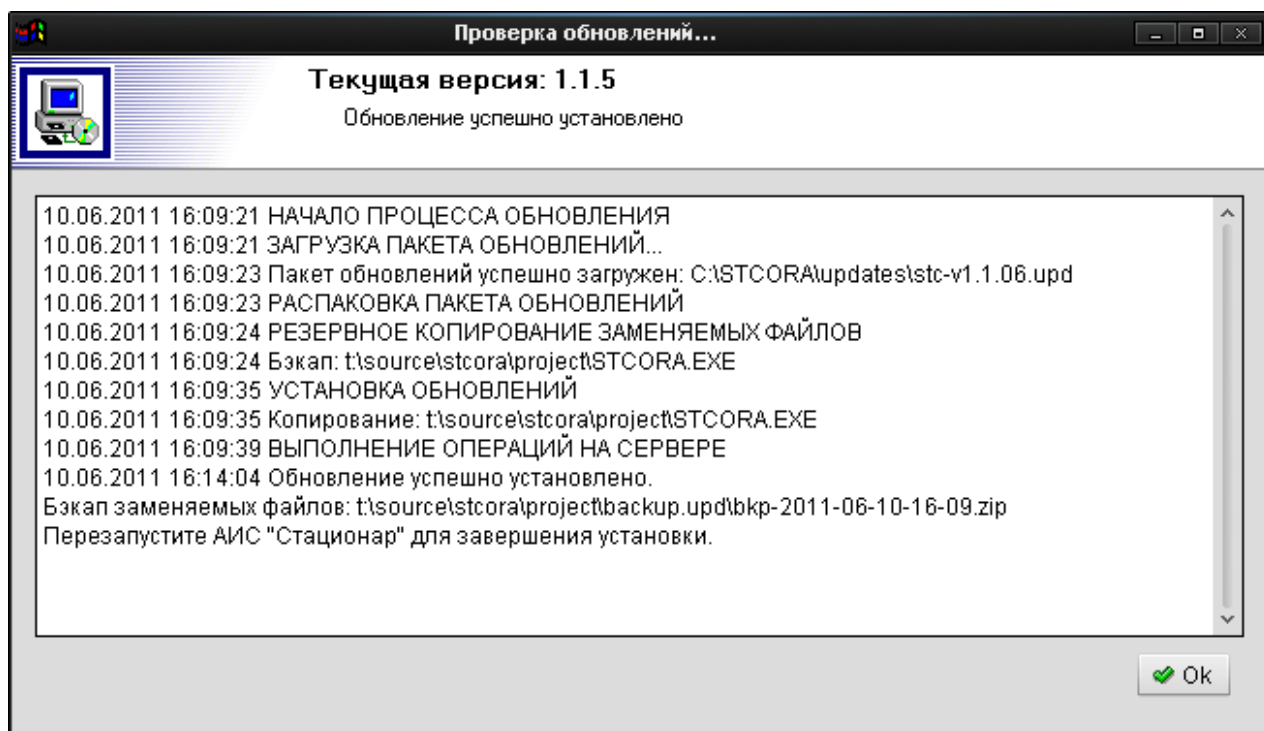 Проверка обновлений...
Текущая версия: 1.1.5
Обновление успешно установлено
10.06.2011 16:09:21 НАЧАЛО ПРОЦЕССА ОБНОВЛЕНИЯ
10.06.2011 16:09:21 ЗАГРУЗКА ПАКЕТА ОБНОВЛЕНИЙ...
10.06.2011 16:09:23 Пакет обновлений успешно загружен: C:\STCORA\updates\stc-v1.1.06.upd
10.06.2011 16:09:23 РАСПАКОВКА ПАКЕТА ОБНОВЛЕНИЙ
10.06.2011 16:09:24 РЕЗЕРВНОЕ КОПИРОВАНИЕ ЗАМЕНЯЕМЫХ ФАЙЛОВ
10.06.2011 16:09:24 Бэкап: t:\source\stcora\project\STCORA.EXE
10.06.2011 16:09:35 УСТАНОВКА ОБНОВЛЕНИЙ
10.06.2011 16:09:35 Копирование: t:\source\stcora\project\STCORA.EXE
10.06.2011 16:09:39 ВЫПОЛНЕНИЕ ОПЕРАЦИЙ НА СЕРВЕРЕ
10.06.2011 16:14:04 Обновление успешно установлено.
Бэкап заменяемых файлов: t:\source\stcora\project\backup.upd\bkp-2011-06-10-16-09.zip
Перезапустите АИС "Стационар" для завершения установки.
Ok